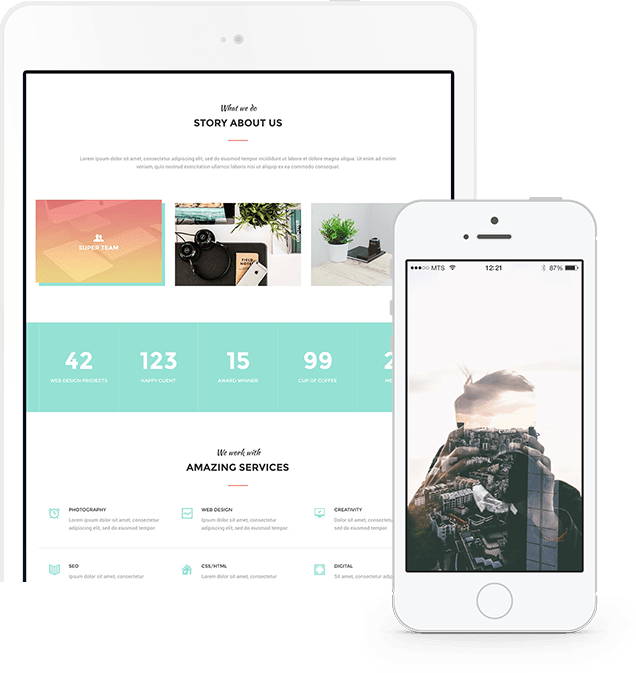 What we do
STORY ABOUT US
Lorem ipsum dolor sit amet, consectetur adipiscing elit, sed do eiusmod tempor incididunt ut labore et dolore magna aliqua. Ut enim ad minim
veniam, quis nostrud exercitation ullamco laboris nisi ut aliquip ex ea commodo consequat.
SUPER TEAM
FIELD NOTES
42
123
15
99
2
WEB DESIGN PROJECTS
HAPPY CLIENT
AWARD WINNER
CUP OF COFFEE
ME
We work with
AMAZING SERVICES
PHOTOGRAPHY
Lorem ipsum dolor sit amet, consectetur
adipiscing elit, sed do eiusmod tempor.
WEB DESIGN
Lorem ipsum dolor sit amet, consectetur
adipiscing elit, sed do eiusmod tempor.
CREATIVITY
Lorem ipsum dolor sit
adipiscing elit, sed do
SEO
Ipsum dolor sit amet, consectetur
CSS/HTML
Lorem dolor sit amet, consectetur
DIGITAL
Sit amet, consectetur adip
MTS
12:21
87%